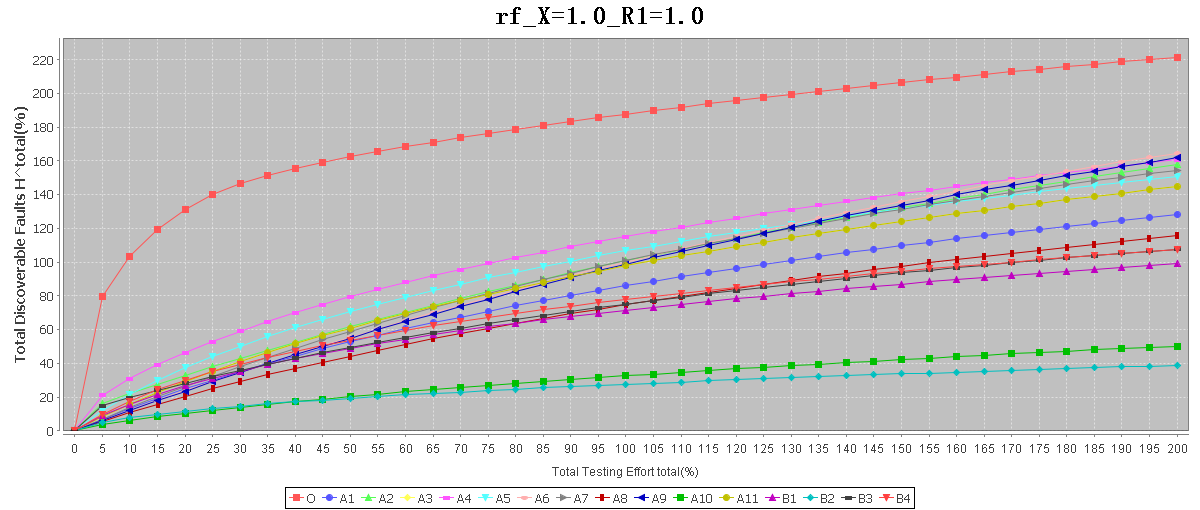 rf_X=1.0_R1=1.0
Total Discoverable Faults H^total(%)
220
200
180
160
140
120
100
80
60
40
20
0
0 5 10 15 20 25 30 35 40 45 50 55 60 65 70 75 80 85 90 95 100 105 110 115 120 125 130 135 140 145 150 155 160 165 170 175 180 185 190 195 200
Total Testing Effort total(%)
O A1 A2 A3 A4 A5 A6 A7 A8 A9 A10 A11 B1 B2 B3 B4